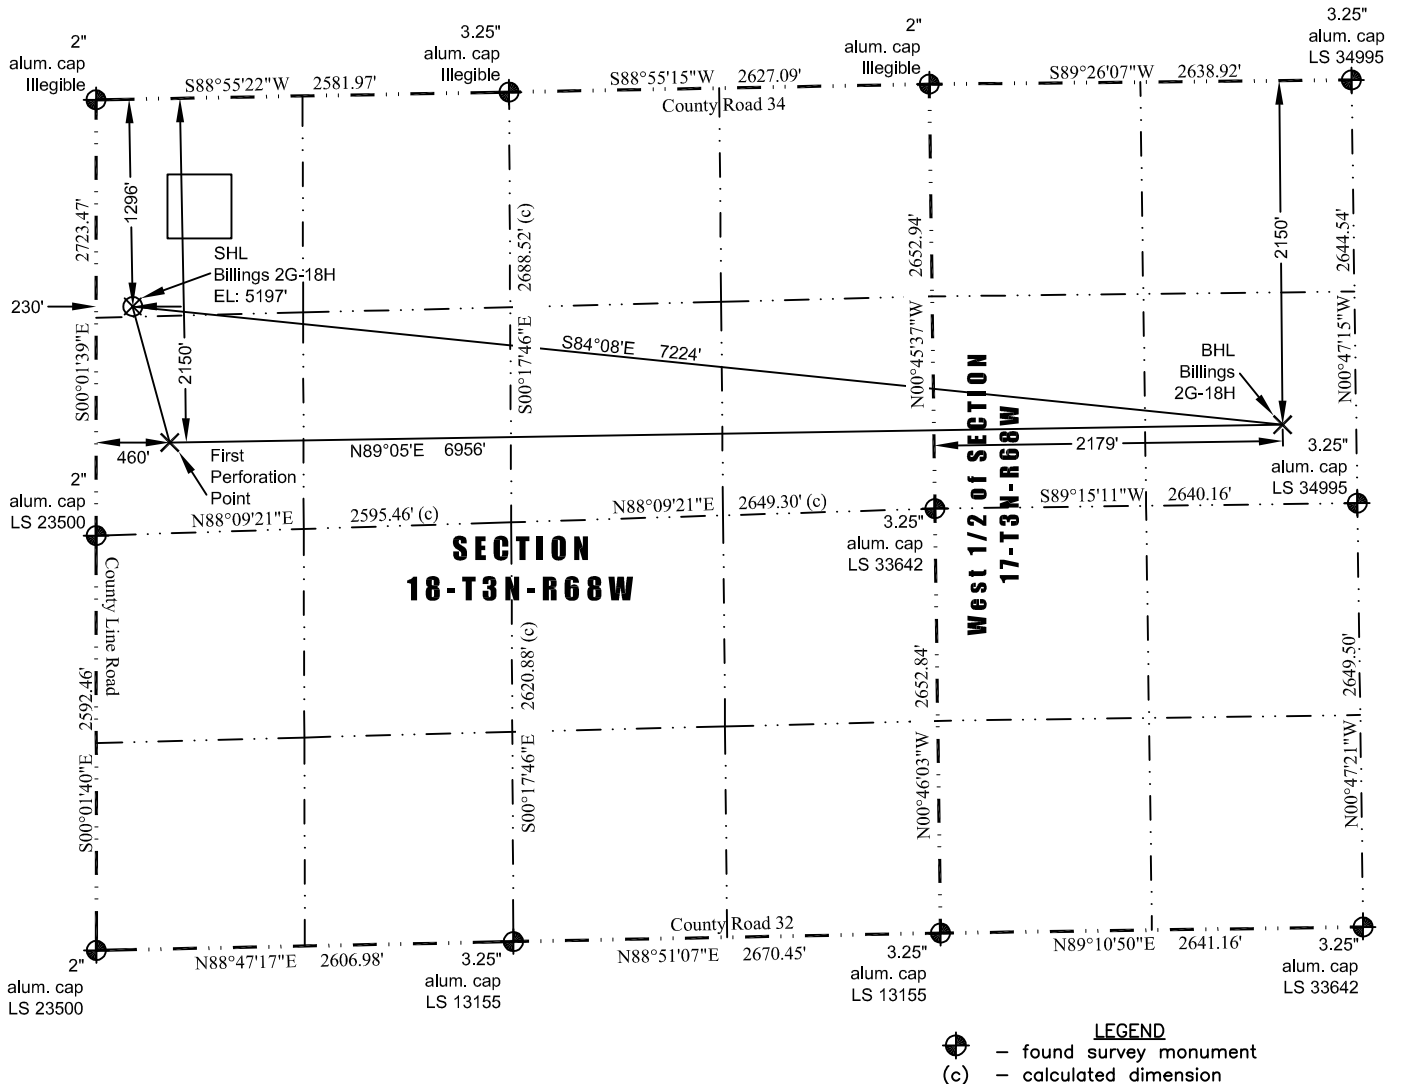 2"
alum. cap
Illegible
3.25"
alum. cap
Illegible
2"
alum. cap
Illegible
3.25"
alum. cap
LS 34995
S88°55'22"W 2581.97'
S88°55'15"W 2627.09'
S89°26'07"W 2638.92'
County Road 34
1296'
2723.47'
S00°01'39"E
2688.52' (c)
S00°17'46"E
2652.94'
N00°45'37"W
2644.54'
N00°47'15"W
2150'
SHL
Billings 2G-18H
EL: 5197'
230'
2150'
S84°08'E 7224'
BHL
Billings
2G-18H
460'
First
Perforation
Point
N89°05'E 6956'
2179'
2"
alum. cap
LS 23500
3.25"
alum. cap
LS 34995
N88°09'21"E 2595.46' (c)
N88°09'21"E 2649.30' (c)
S89°15'11"W 2640.16'
3.25"
alum. cap
LS 33642
SECTION
18-T3N-R68W
West 1/2 of SECTION
17-T3N-R68W
County Line Road
2592.46'
S00°01'40"E
2620.88' (c)
S00°17'46"E
2652.84'
N00°46'03"W
2649.50'
N00°47'21"W
County Road 32
N88°47'17"E 2606.98'
N88°51'07"E 2670.45'
N89°10'50"E 2641.16'
2"
alum. cap
LS 23500
3.25"
alum. cap
LS 13155
3.25"
alum. cap
LS 13155
3.25"
alum. cap
LS 33642
LEGEND
– found survey monument
(c) – calculated dimension